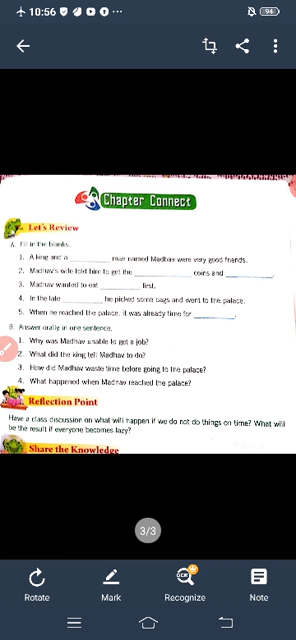 10:56
94
Chapter Connect
Let's Review
A. Fill in the blanks.
1. A king and a ________ man named Madhav were very good friends.
2. Madhav's wife told him to get the ________ coins and ________.
3. Madhav wanted to eat ________ first.
4. In the late ________ he picked some bags and went to the palace.
5. When he reached the palace, it was already time for ________.
B. Answer orally in one sentence.
1. Why was Madhav unable to get a job?
2. What did the king tell Madhav to do?
3. How did Madhav waste time before going to the palace?
4. What happened when Madhav reached the palace?
Reflection Point
Have a class discussion on what will happen if we do not do things on time? What will
be the result if everyone becomes lazy?
Share the Knowledge
3/3
Rotate Mark Recognize Note